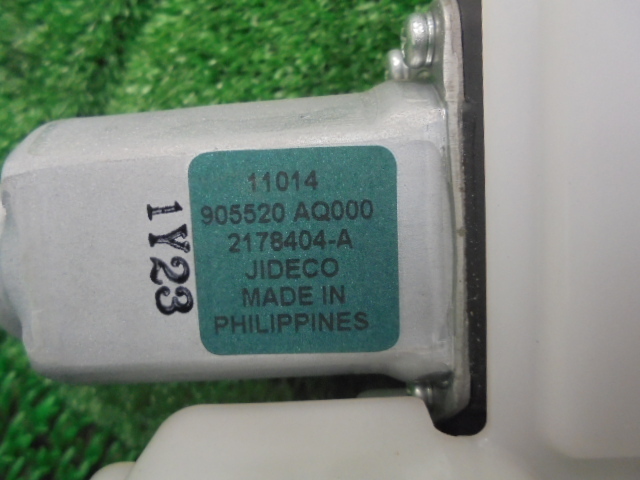 11014
905520 AQ000
2178404-A
JIDECO
MADE IN
PHILIPPINES
1Y23